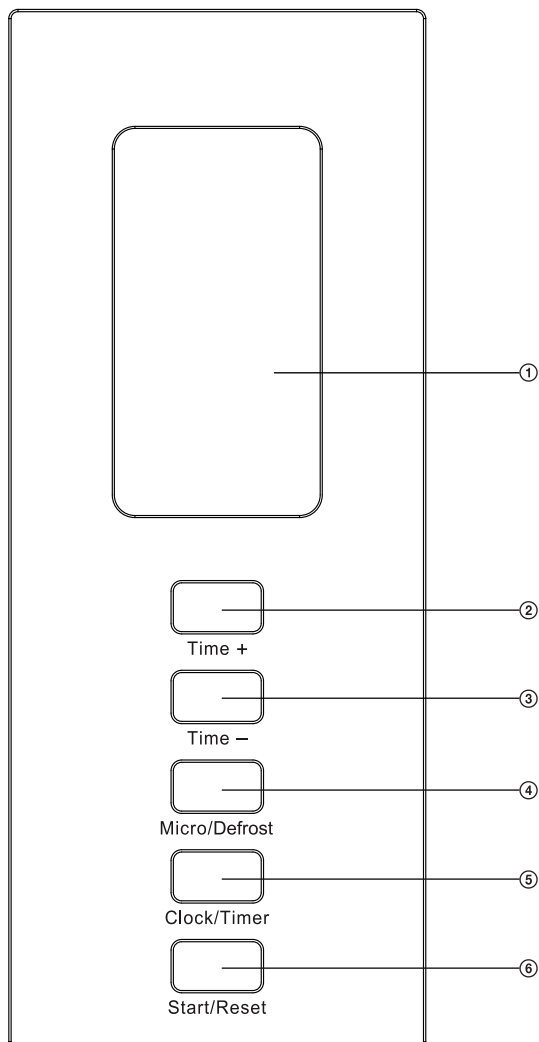 ①
②
Time +
③
Time −
④
Micro/Defrost
⑤
Clock/Timer
⑥
Start/Reset